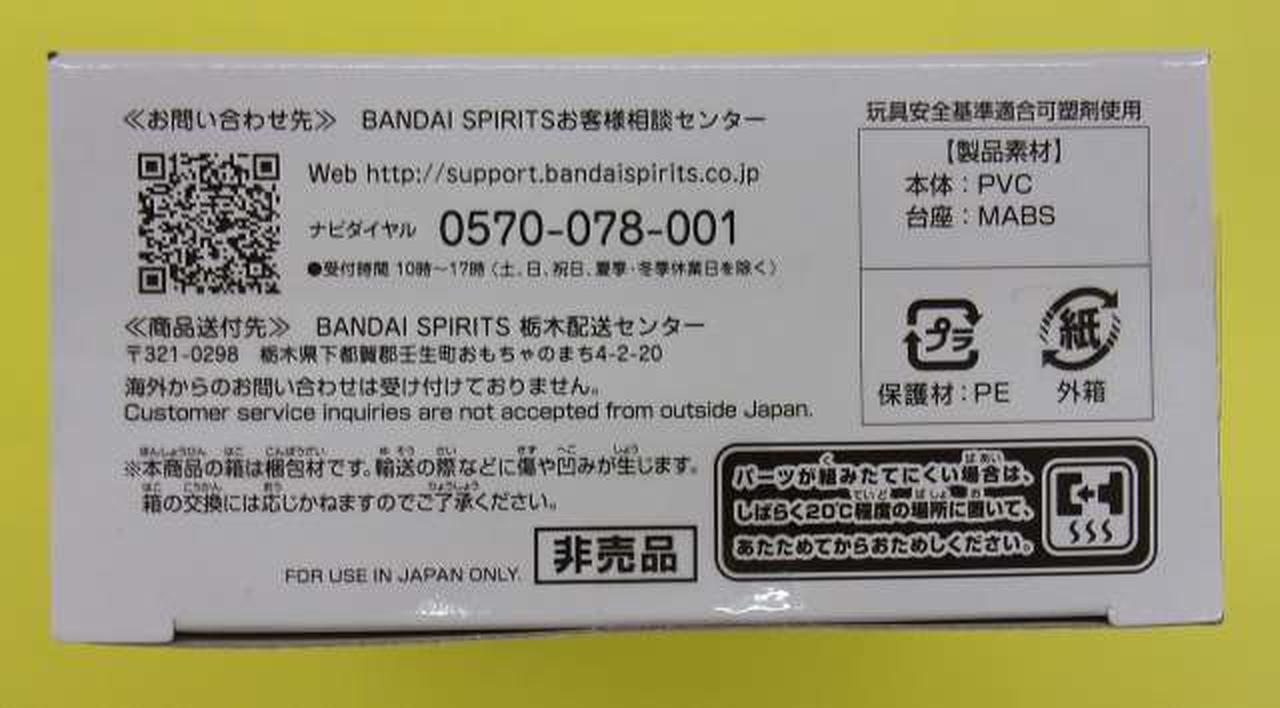 ≪お問い合わせ先≫ BANDAI SPIRITSお客様相談センター
Web http://support.bandaispirits.co.jp
ナビダイヤル 0570-078-001
●受付時間 10時～17時（土、日、祝日、夏季・冬季休業日を除く）
≪商品送付先≫ BANDAI SPIRITS 栃木配送センター
〒321-0298 栃木県下都賀郡壬生町おもちゃのまち4-2-20
海外からのお問い合わせは受け付けておりません。
Customer service inquiries are not accepted from outside Japan.
※本商品の箱は梱包材です。輸送の際などに傷や凹みが生じます。
箱の交換には応じかねますのでご了承ください。
FOR USE IN JAPAN ONLY.
非売品
玩具安全基準適合可塑剤使用
【製品素材】
本体：PVC
台座：MABS
プラ
紙
保護材：PE
外箱
パーツが組みたてにくい場合は、
しばらく20℃程度の場所に置いて、
あたためてからおためしください。